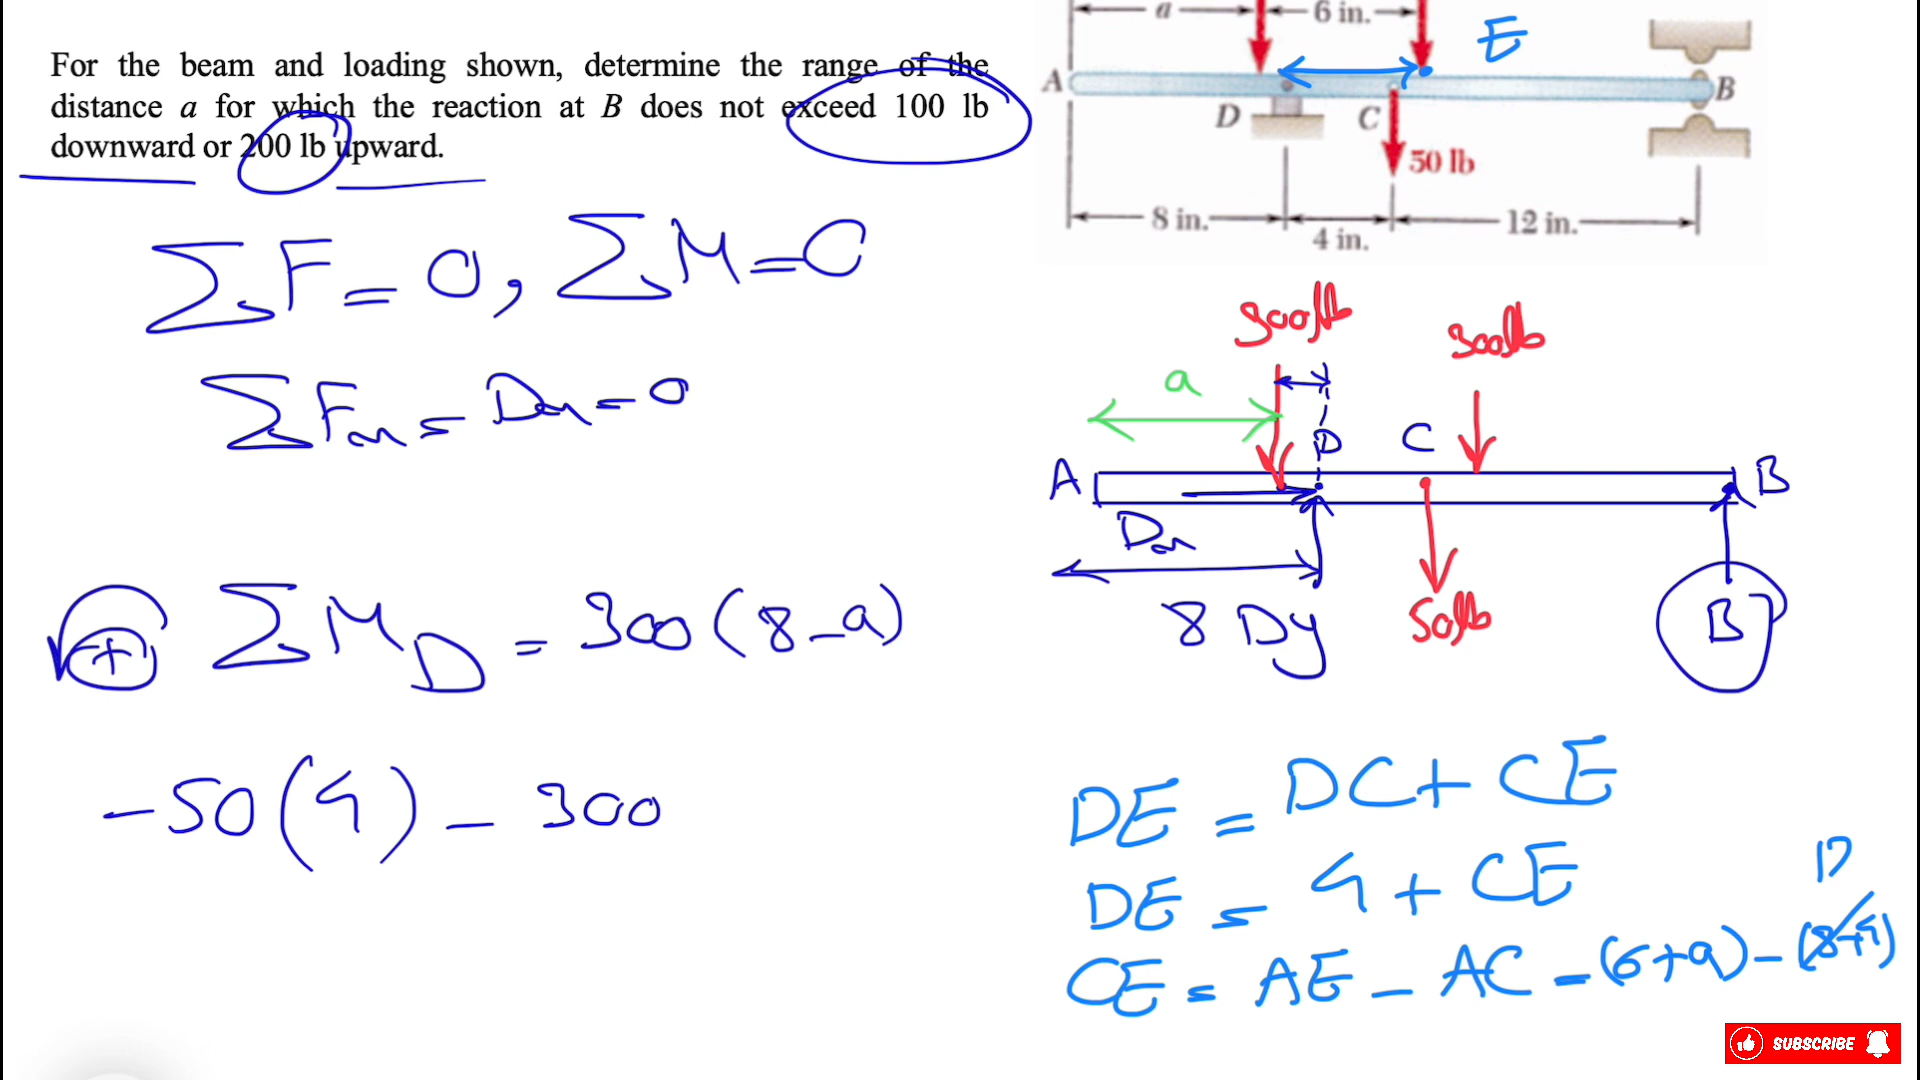 For the beam and loading shown, determine the range of the
distance a for which the reaction at B does not exceed 100 lb
downward or 200 lb upward.
a
6 in.
E
A
B
D
C
50 lb
8 in.
4 in.
12 in.
ΣF = 0, ΣM = 0
ΣFx = Dx = 0
300 lb
300 lb
a
A
D
C
B
Dx
8
Dy
50 lb
B
+ ΣM_D = 300(8-a)
-50(4) - 300
DE = DC + CE
DE = 4 + CE
CE = AE - AC = (6+a) - (8+4)
12
SUBSCRIBE